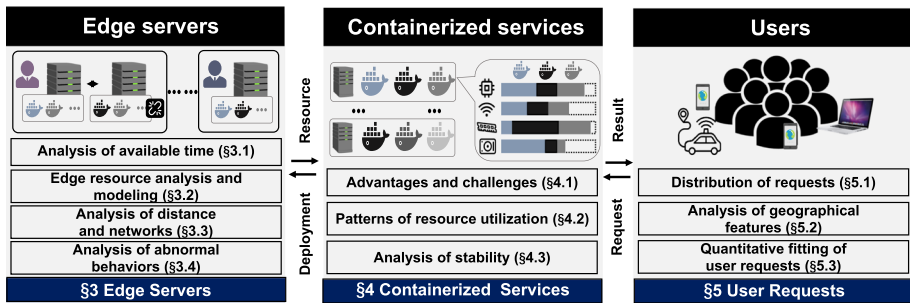 Edge servers
Analysis of available time (§3.1)
Edge resource analysis and
modeling (§3.2)
Analysis of distance
and networks (§3.3)
Analysis of abnormal
behaviors (§3.4)
§3 Edge Servers
Resource
Deployment
Containerized services
Advantages and challenges (§4.1)
Patterns of resource utilization (§4.2)
Analysis of stability (§4.3)
§4 Containerized Services
Result
Request
Users
Distribution of requests (§5.1)
Analysis of geographical
features (§5.2)
Quantitative fitting of
user requests (§5.3)
§5 User Requests